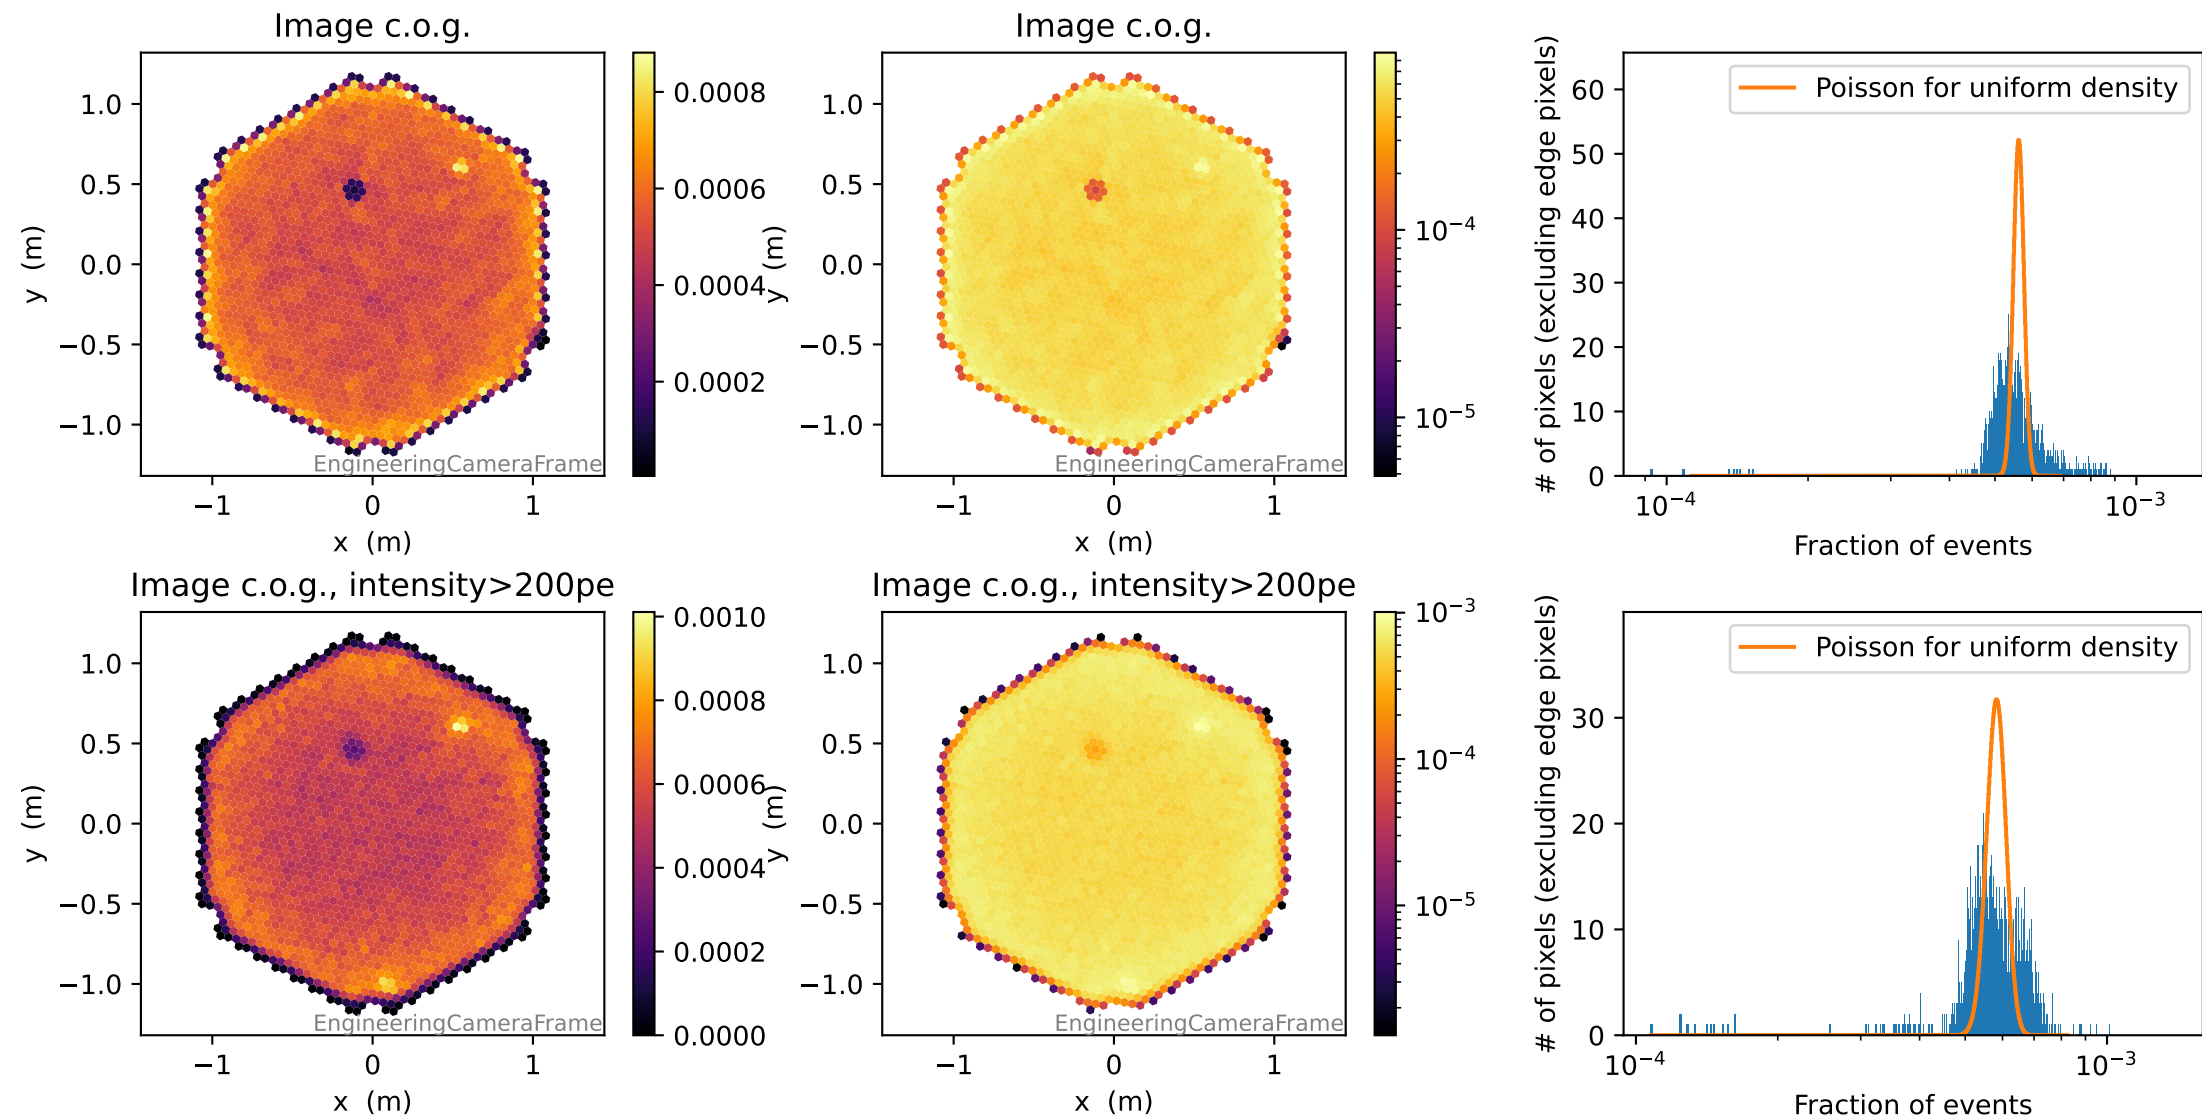 Image c.o.g.
1.0
0.5
0.0
−0.5
−1.0
y (m)
−1 0 1
x (m)
EngineeringCameraFrame
0.0008
0.0006
0.0004
0.0002
Image c.o.g.
1.0
0.5
0.0
−0.5
−1.0
y (m)
−1 0 1
x (m)
EngineeringCameraFrame
10⁻⁴
10⁻⁵
Poisson for uniform density
# of pixels (excluding edge pixels)
60
50
40
30
20
10
0
10⁻⁴ 10⁻³
Fraction of events
Image c.o.g., intensity>200pe
1.0
0.5
0.0
−0.5
−1.0
y (m)
−1 0 1
x (m)
EngineeringCameraFrame
0.0010
0.0008
0.0006
0.0004
0.0002
0.0000
Image c.o.g., intensity>200pe
1.0
0.5
0.0
−0.5
−1.0
y (m)
−1 0 1
x (m)
EngineeringCameraFrame
10⁻³
10⁻⁴
10⁻⁵
Poisson for uniform density
# of pixels (excluding edge pixels)
30
20
10
0
10⁻⁴ 10⁻³
Fraction of events